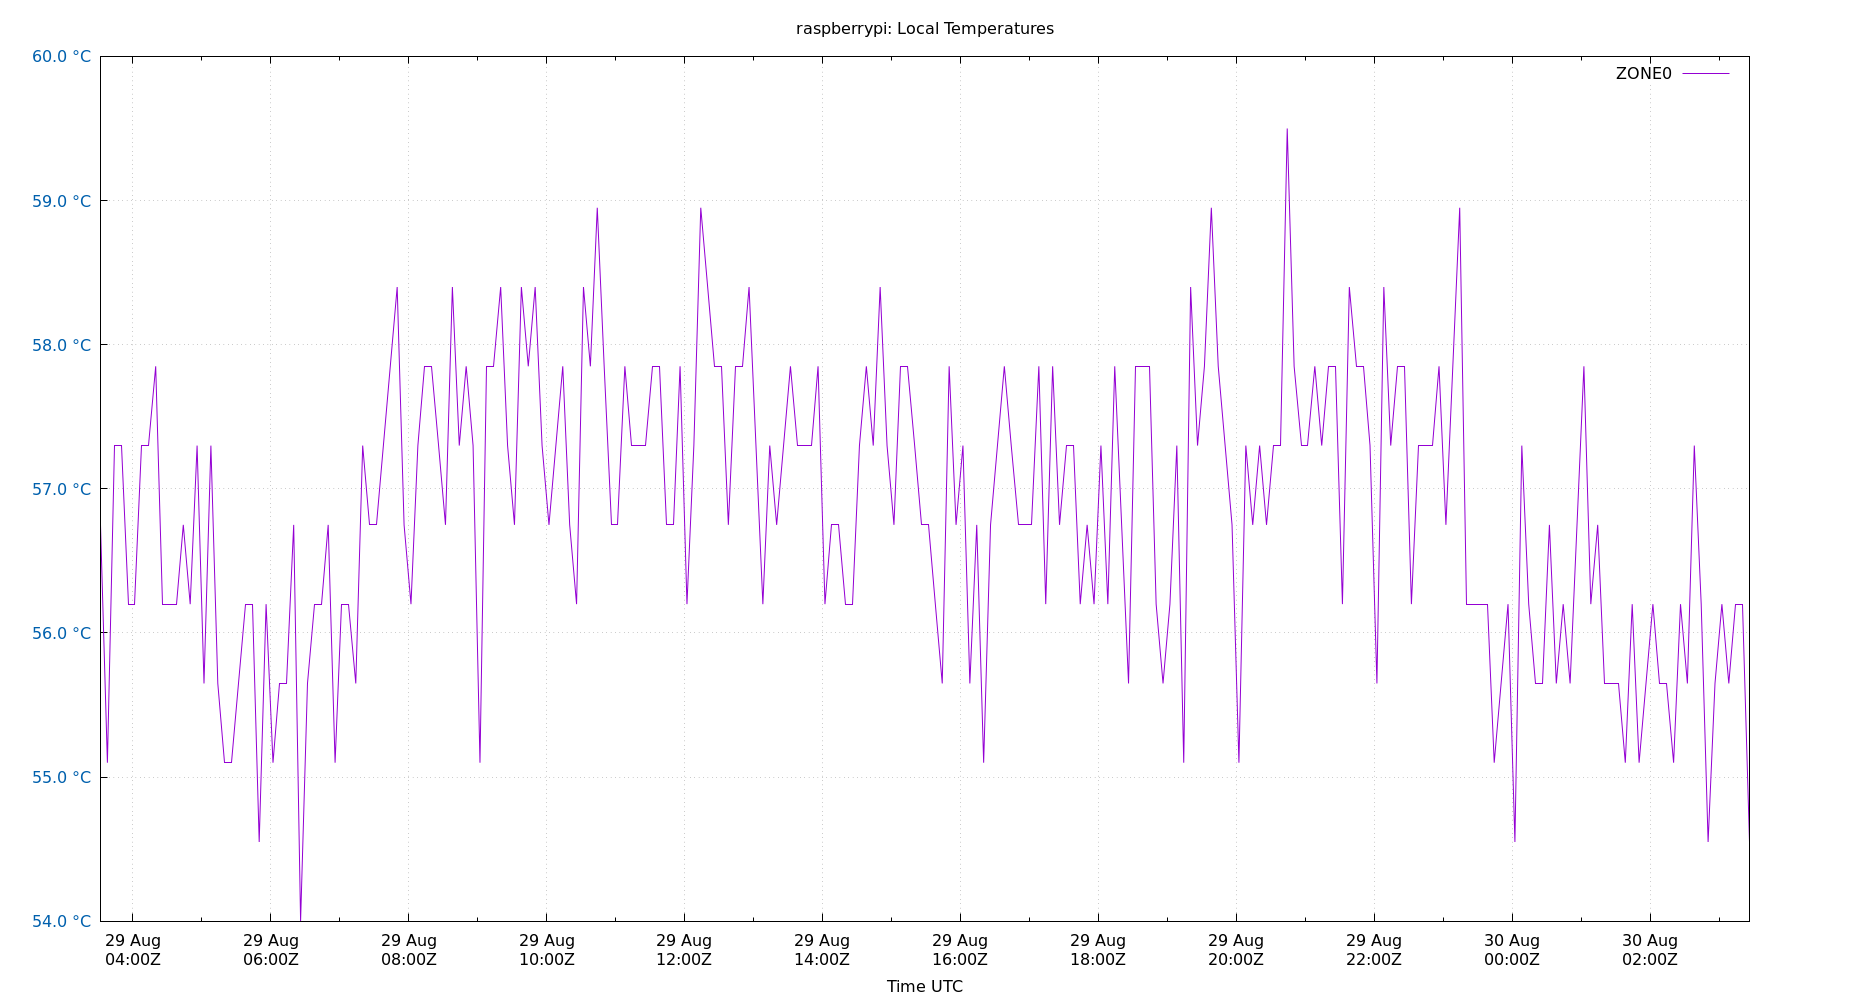 raspberrypi: Local Temperatures
60.0 °C
59.0 °C
58.0 °C
57.0 °C
56.0 °C
55.0 °C
54.0 °C
ZONE0
29 Aug
04:00Z
29 Aug
06:00Z
29 Aug
08:00Z
29 Aug
10:00Z
29 Aug
12:00Z
29 Aug
14:00Z
29 Aug
16:00Z
29 Aug
18:00Z
29 Aug
20:00Z
29 Aug
22:00Z
30 Aug
00:00Z
30 Aug
02:00Z
Time UTC